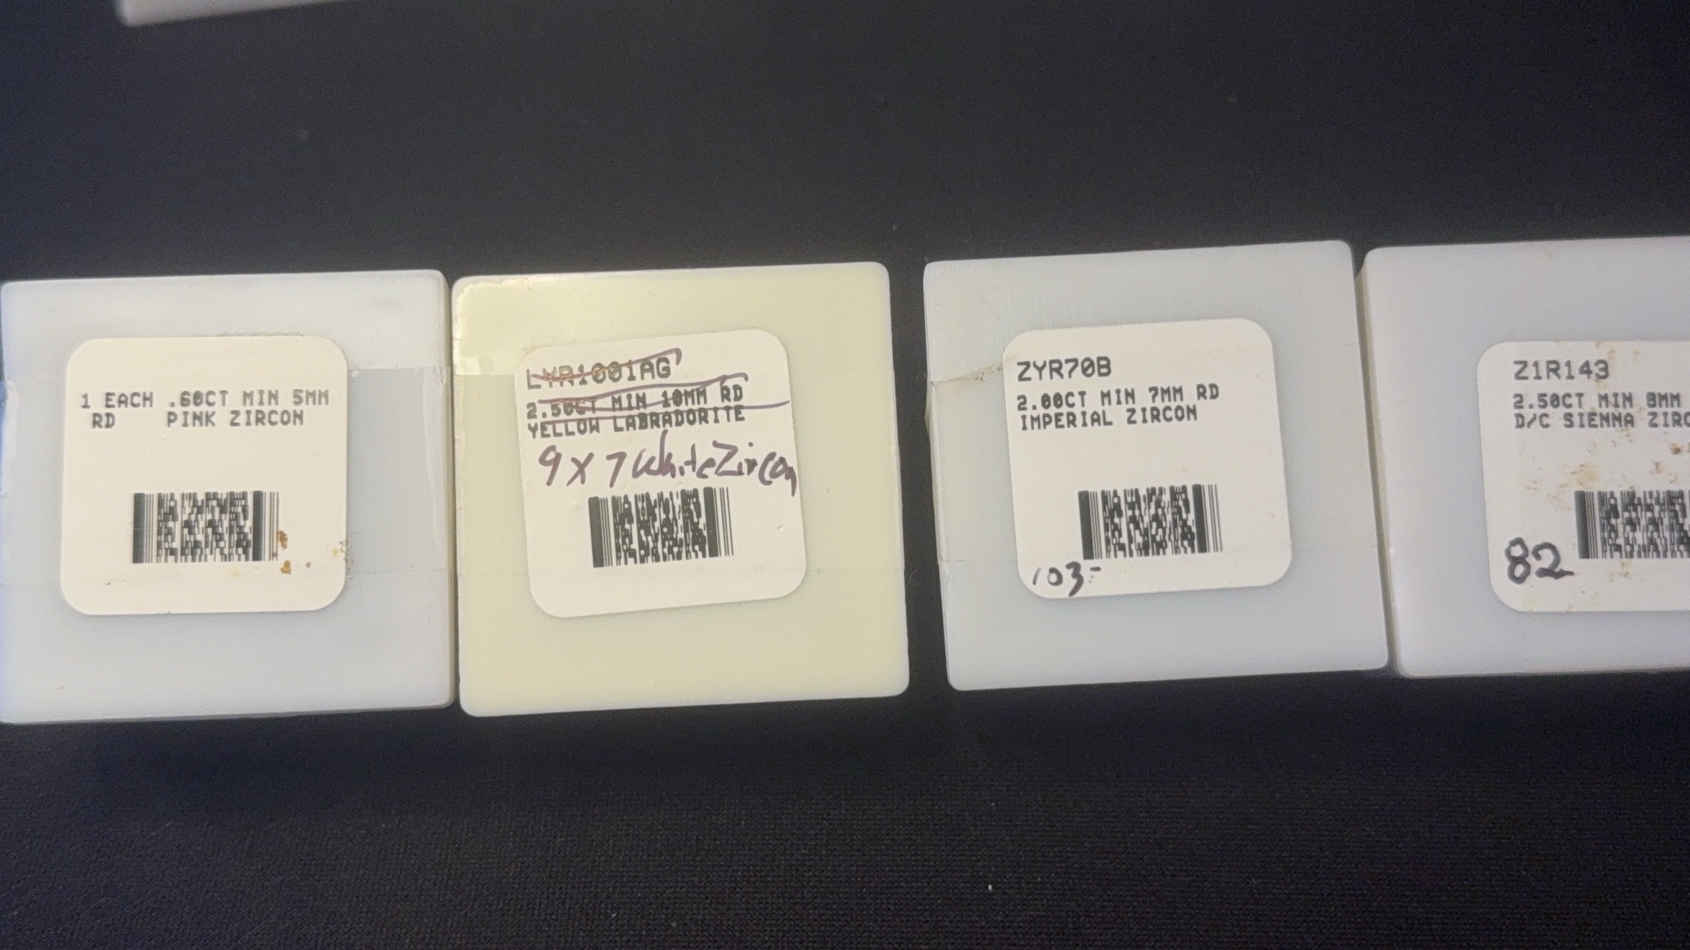 1 EACH .60CT MIN 5MM
RD PINK ZIRCON
LYR1001AG
2.50CT MIN 10MM RD
YELLOW LABRADORITE
9 X 7 White Zircon
ZYR70B
2.00CT MIN 7MM RD
IMPERIAL ZIRCON
103-
Z1R143
2.50CT MIN 8MM
D/C SIENNA ZIRC
82